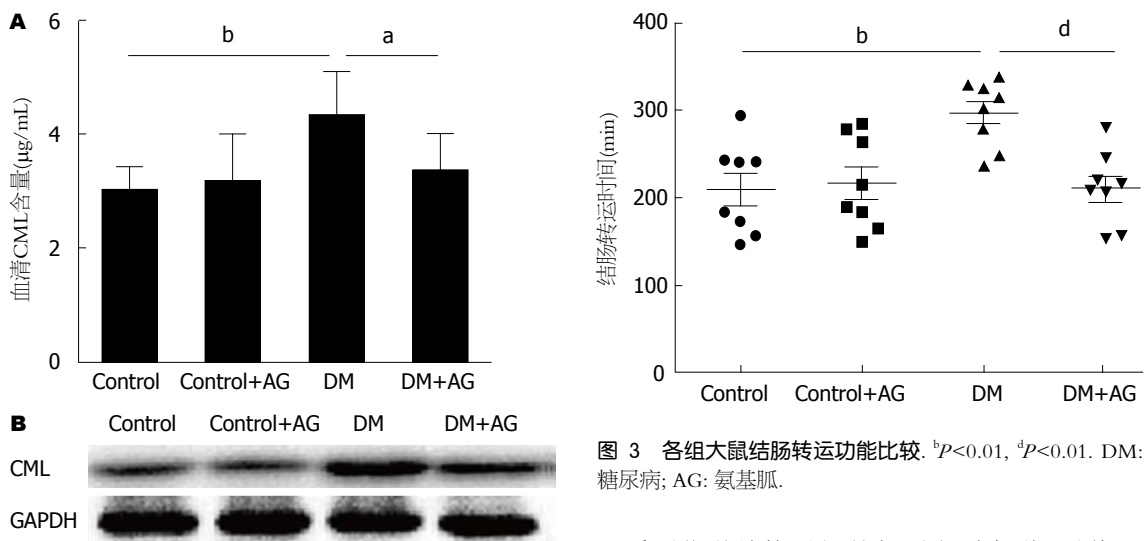 A
6
4
2
0
血清CML含量(μg/mL)
b
a
Control Control+AG DM DM+AG
B
Control Control+AG DM DM+AG
CML
GAPDH
400
300
200
100
0
结肠转运时间(min)
b
d
Control Control+AG DM DM+AG
图 3 各组大鼠结肠转运功能比较. ᵇP<0.01, ᵈP<0.01. DM:
糖尿病; AG: 氨基胍.